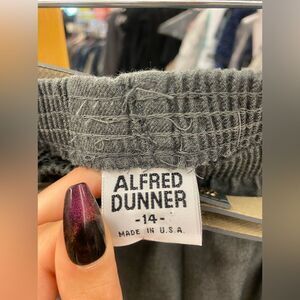 ALFRED
DUNNER
-14-
MADE IN U.S.A.